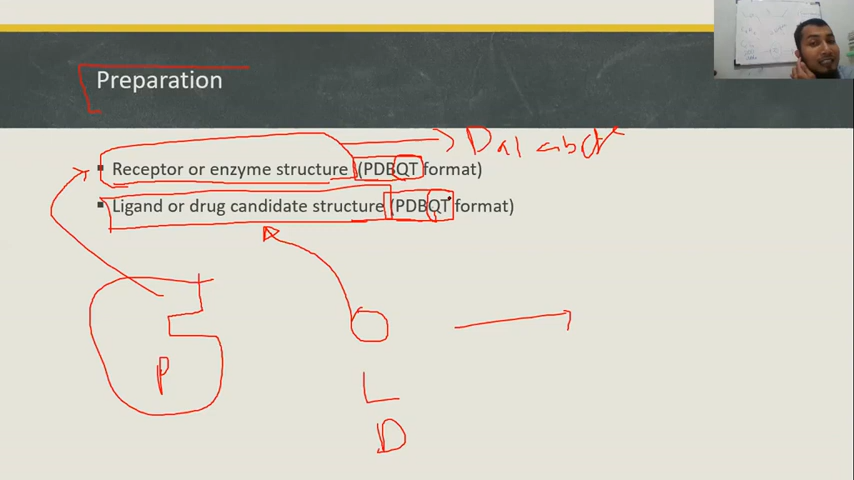 Preparation
▪ Receptor or enzyme structure (PDBQT format)
▪ Ligand or drug candidate structure (PDBQT format)
P
L
D